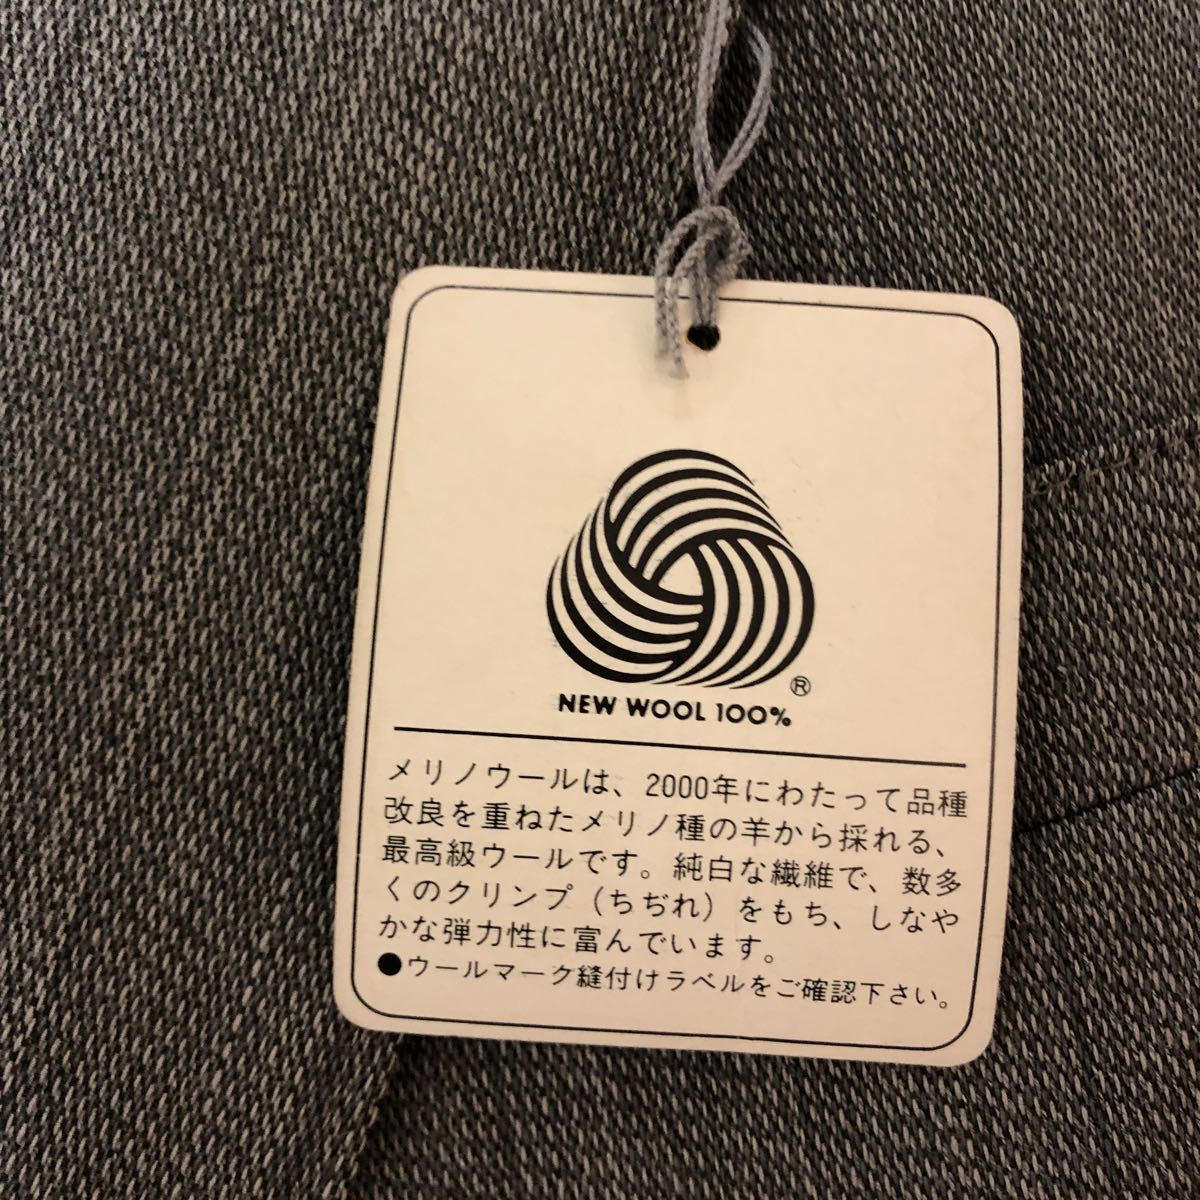 ®
NEW WOOL 100%
メリノウールは、2000年にわたって品種
改良を重ねたメリノ種の羊から採れる、
最高級ウールです。純白な繊維で、数多
くのクリンプ（ちぢれ）をもち、しなや
かな弾力性に富んでいます。
●ウールマーク縫付けラベルをご確認下さい。